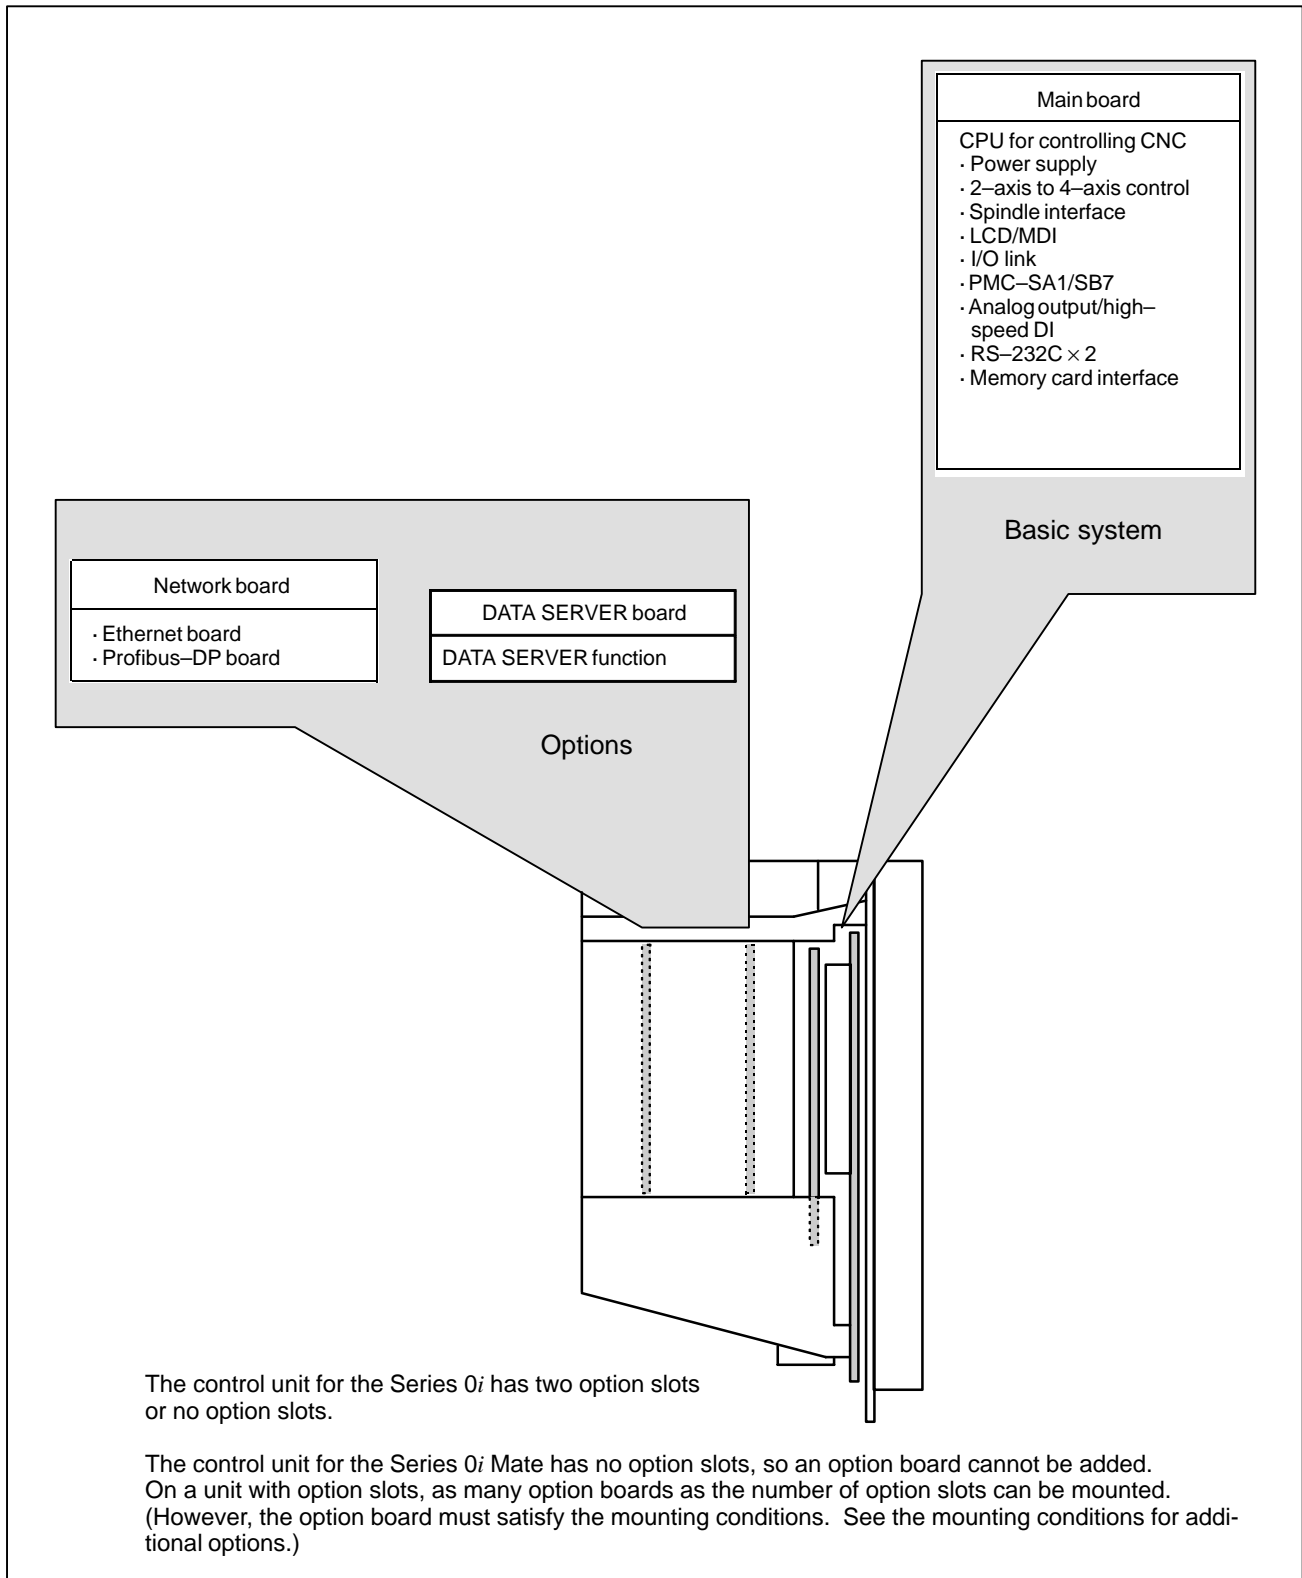 Main board
CPU for controlling CNC
· Power supply
· 2–axis to 4–axis control
· Spindle interface
· LCD/MDI
· I/O link
· PMC–SA1/SB7
· Analog output/high–
speed DI
· RS–232C × 2
· Memory card interface
Basic system
Network board
· Ethernet board
· Profibus–DP board
DATA SERVER board
DATA SERVER function
Options
The control unit for the Series 0i has two option slots
or no option slots.
The control unit for the Series 0i Mate has no option slots, so an option board cannot be added.
On a unit with option slots, as many option boards as the number of option slots can be mounted.
(However, the option board must satisfy the mounting conditions.  See the mounting conditions for addi-
tional options.)